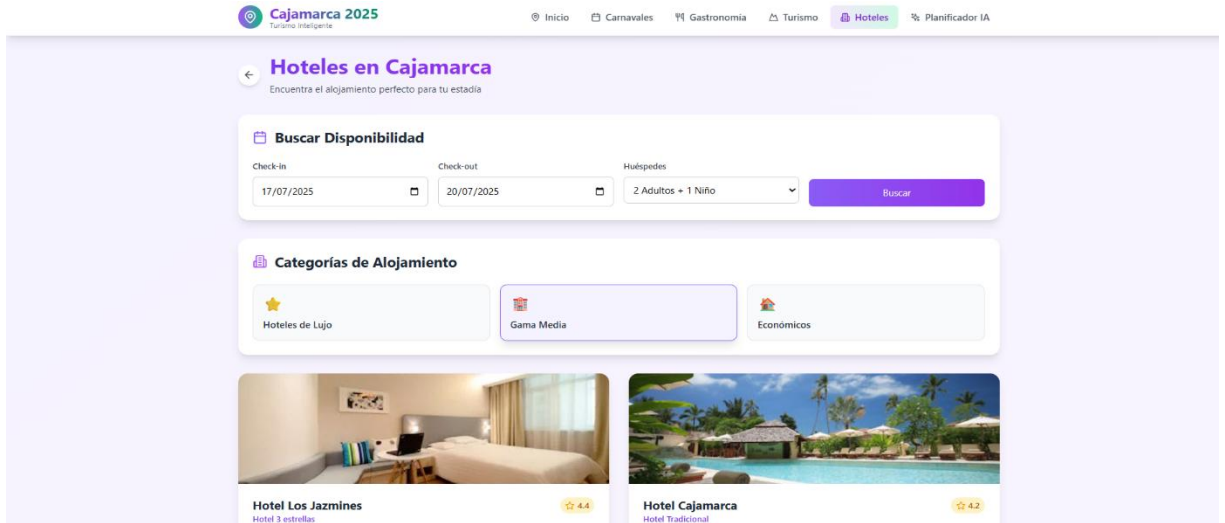 Cajamarca 2025
Turismo Inteligente
Inicio Carnavales Gastronomía Turismo Hoteles Planificador IA
Hoteles en Cajamarca
Encuentra el alojamiento perfecto para tu estadía
Buscar Disponibilidad
Check-in Check-out Huéspedes
17/07/2025 20/07/2025 2 Adultos + 1 Niño Buscar
Categorías de Alojamiento
Hoteles de Lujo Gama Media Económicos
Hotel Los Jazmines 4.4 Hotel Cajamarca 4.2
Hotel 3 estrellas Hotel Tradicional